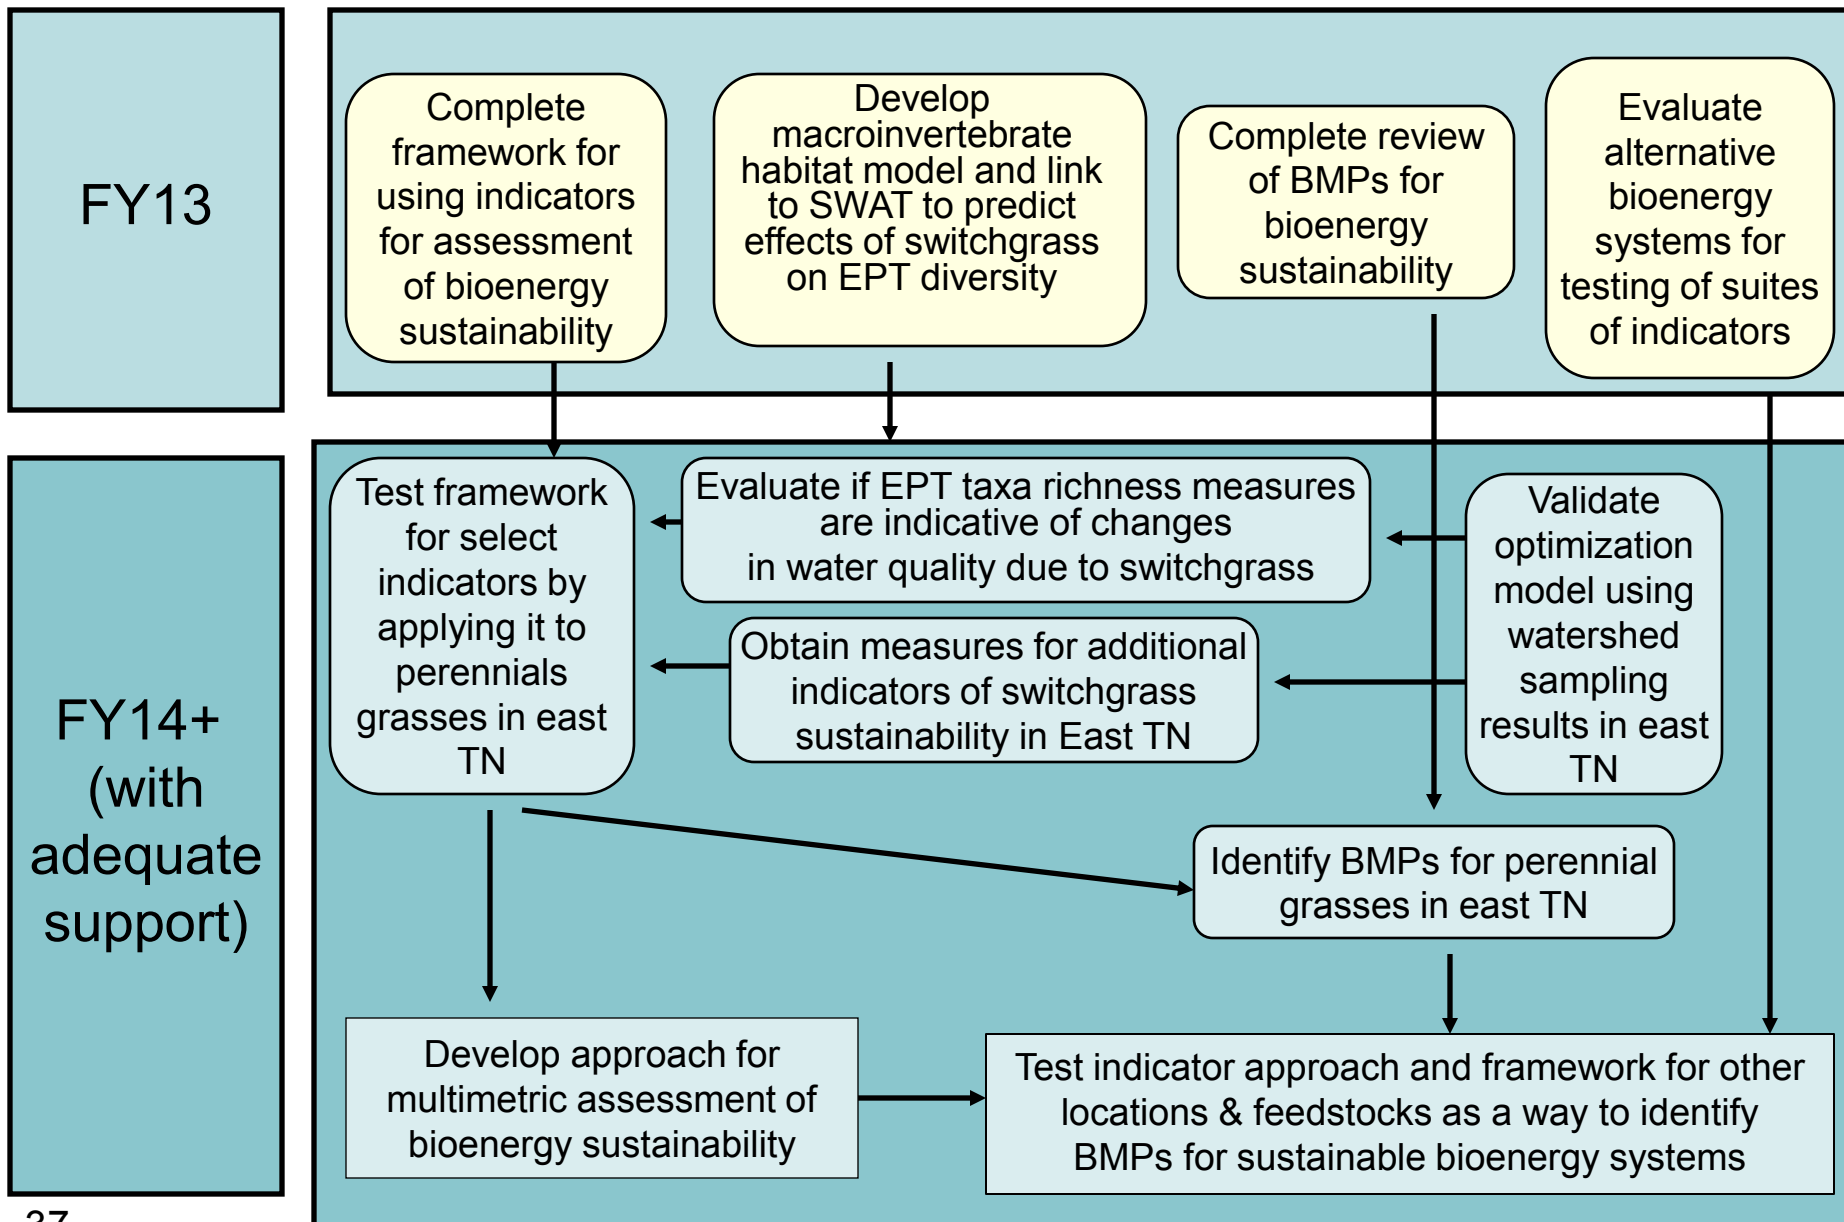 FY13
Complete
framework for
using indicators
for assessment
of bioenergy
sustainability
Develop
macroinvertebrate
habitat model and link
to SWAT to predict
effects of switchgrass
on EPT diversity
Complete review
of BMPs for
bioenergy
sustainability
Evaluate
alternative
bioenergy
systems for
testing of suites
of indicators
FY14+
(with
adequate
support)
Test framework
for select
indicators by
applying it to
perennials
grasses in east
TN
Evaluate if EPT taxa richness measures
are indicative of changes
in water quality due to switchgrass
Obtain measures for additional
indicators of switchgrass
sustainability in East TN
Validate
optimization
model using
watershed
sampling
results in east
TN
Identify BMPs for perennial
grasses in east TN
Develop approach for
multimetric assessment of
bioenergy sustainability
Test indicator approach and framework for other
locations & feedstocks as a way to identify
BMPs for sustainable bioenergy systems
37